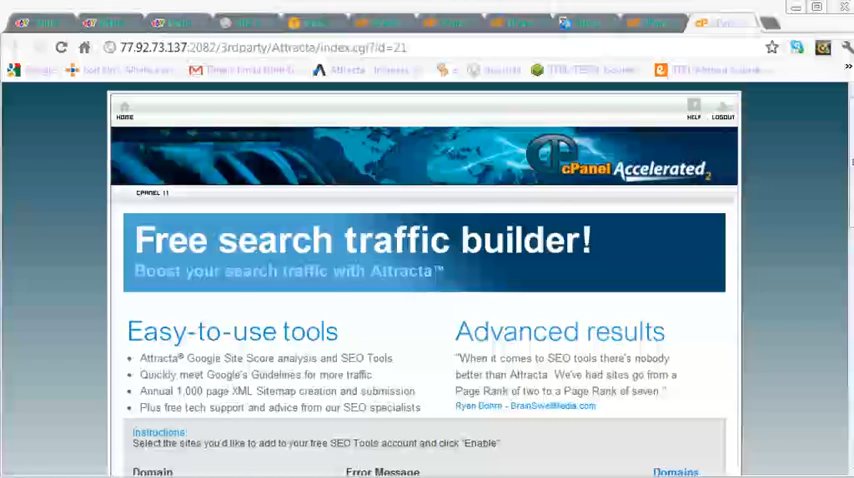 77.92.73.137:2082/3rdparty/Attracta/index.cgi?id=21
HOME
HELP LOGOUT
cPanel Accelerated2
CPANEL 11
Free search traffic builder!
Boost your search traffic with Attracta™
Easy-to-use tools
Attracta® Google Site Score analysis and SEO Tools
Quickly meet Google's Guidelines for more traffic
Annual 1,000 page XML Sitemap creation and submission
Plus free tech support and advice from our SEO specialists
Advanced results
"When it comes to SEO tools there's nobody
better than Attracta. We've had sites go from a
Page Rank of two to a Page Rank of seven."
Ryan Dohrn - BrainSwellMedia.com
Instructions:
Select the sites you'd like to add to your free SEO Tools account and click "Enable"
Domain Error Message Domains